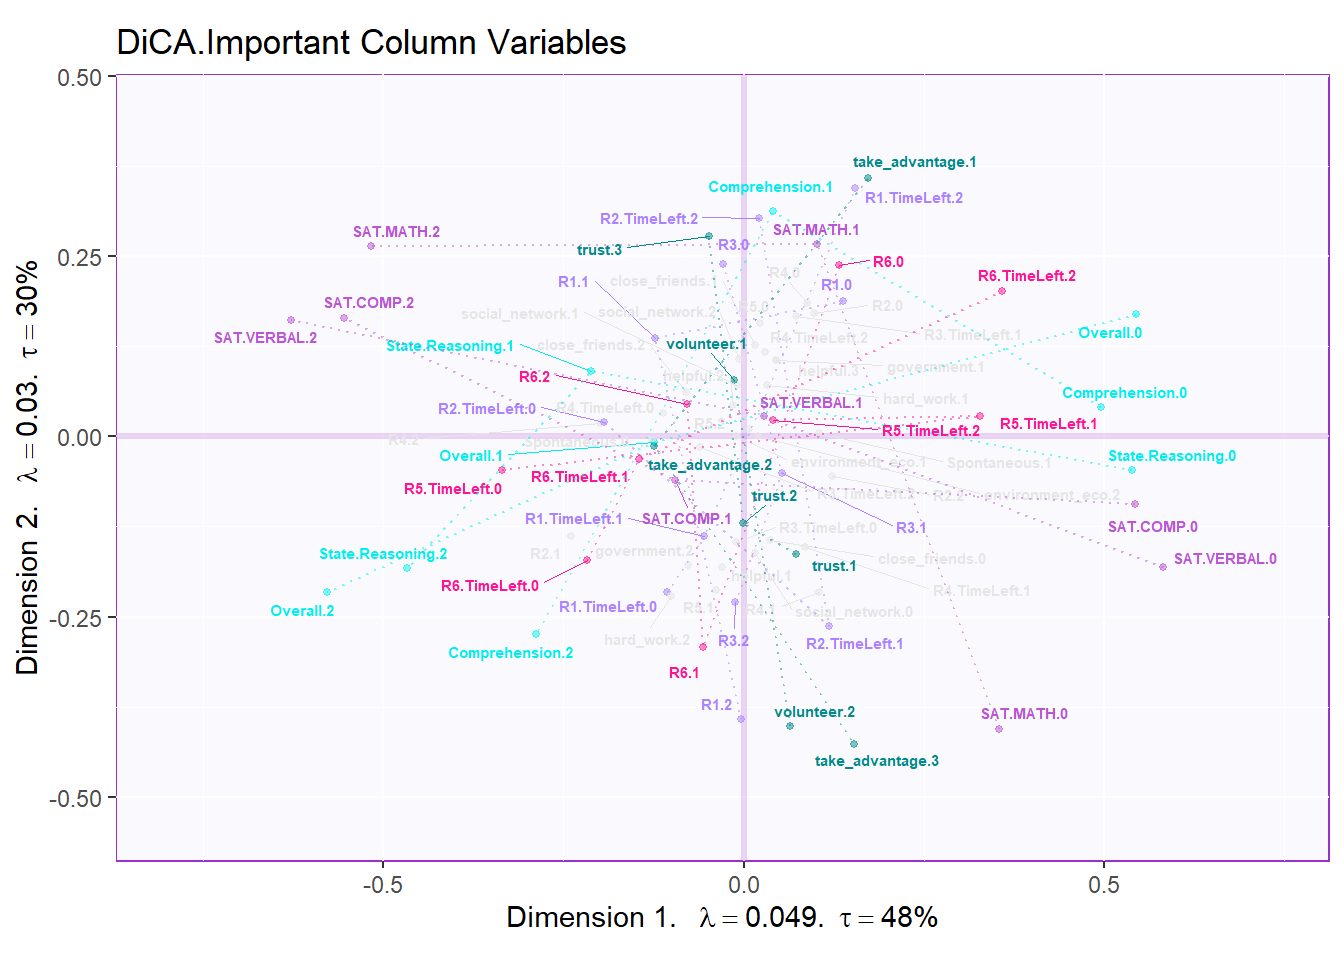 DiCA.Important Column Variables
0.50
take_advantage.1
Comprehension.1
R1.TimeLeft.2
R2.TimeLeft.2
SAT.MATH.2
SAT.MATH.1
trust.3
R3.0
0.25
R6.0
R4.0
R6.TimeLeft.2
close_friends.1
R1.1
R1.0
R5.0
R2.0
SAT.COMP.2
social_network.1
social_network.2
Overall.0
SAT.VERBAL.2
R3.TimeLeft.1
R4.TimeLeft.2
State.Reasoning.1
close_friends.2
volunteer.1
government.1
helpful.3
R6.2
helpful.2
Comprehension.0
hard_work.1
SAT.VERBAL.1
R2.TimeLeft.0
R4.TimeLeft.0
R5.2
R5.TimeLeft.1
R5.TimeLeft.2
0.00
R4.2
Overall.1
State.Reasoning.0
take_advantage.2
environment_eco.1
Spontaneous.1
R6.TimeLeft.1
R5.TimeLeft.0
trust.2
R3.TimeLeft.2
R2.2
environment_eco.2
R1.TimeLeft.1
SAT.COMP.1
R3.TimeLeft.0
R3.1
SAT.COMP.0
State.Reasoning.2
R2.1
government.2
close_friends.0
SAT.VERBAL.0
trust.1
helpful.1
R6.TimeLeft.0
R4.TimeLeft.1
Overall.2
R1.TimeLeft.0
R5.1
R4.1
social_network.0
-0.25
hard_work.2
R3.2
R2.TimeLeft.1
Comprehension.2
R6.1
R1.2
volunteer.2
SAT.MATH.0
take_advantage.3
-0.50
-0.5
0.0
0.5
Dimension 1. λ = 0.049. τ = 48%
Dimension 2. λ = 0.03. τ = 30%